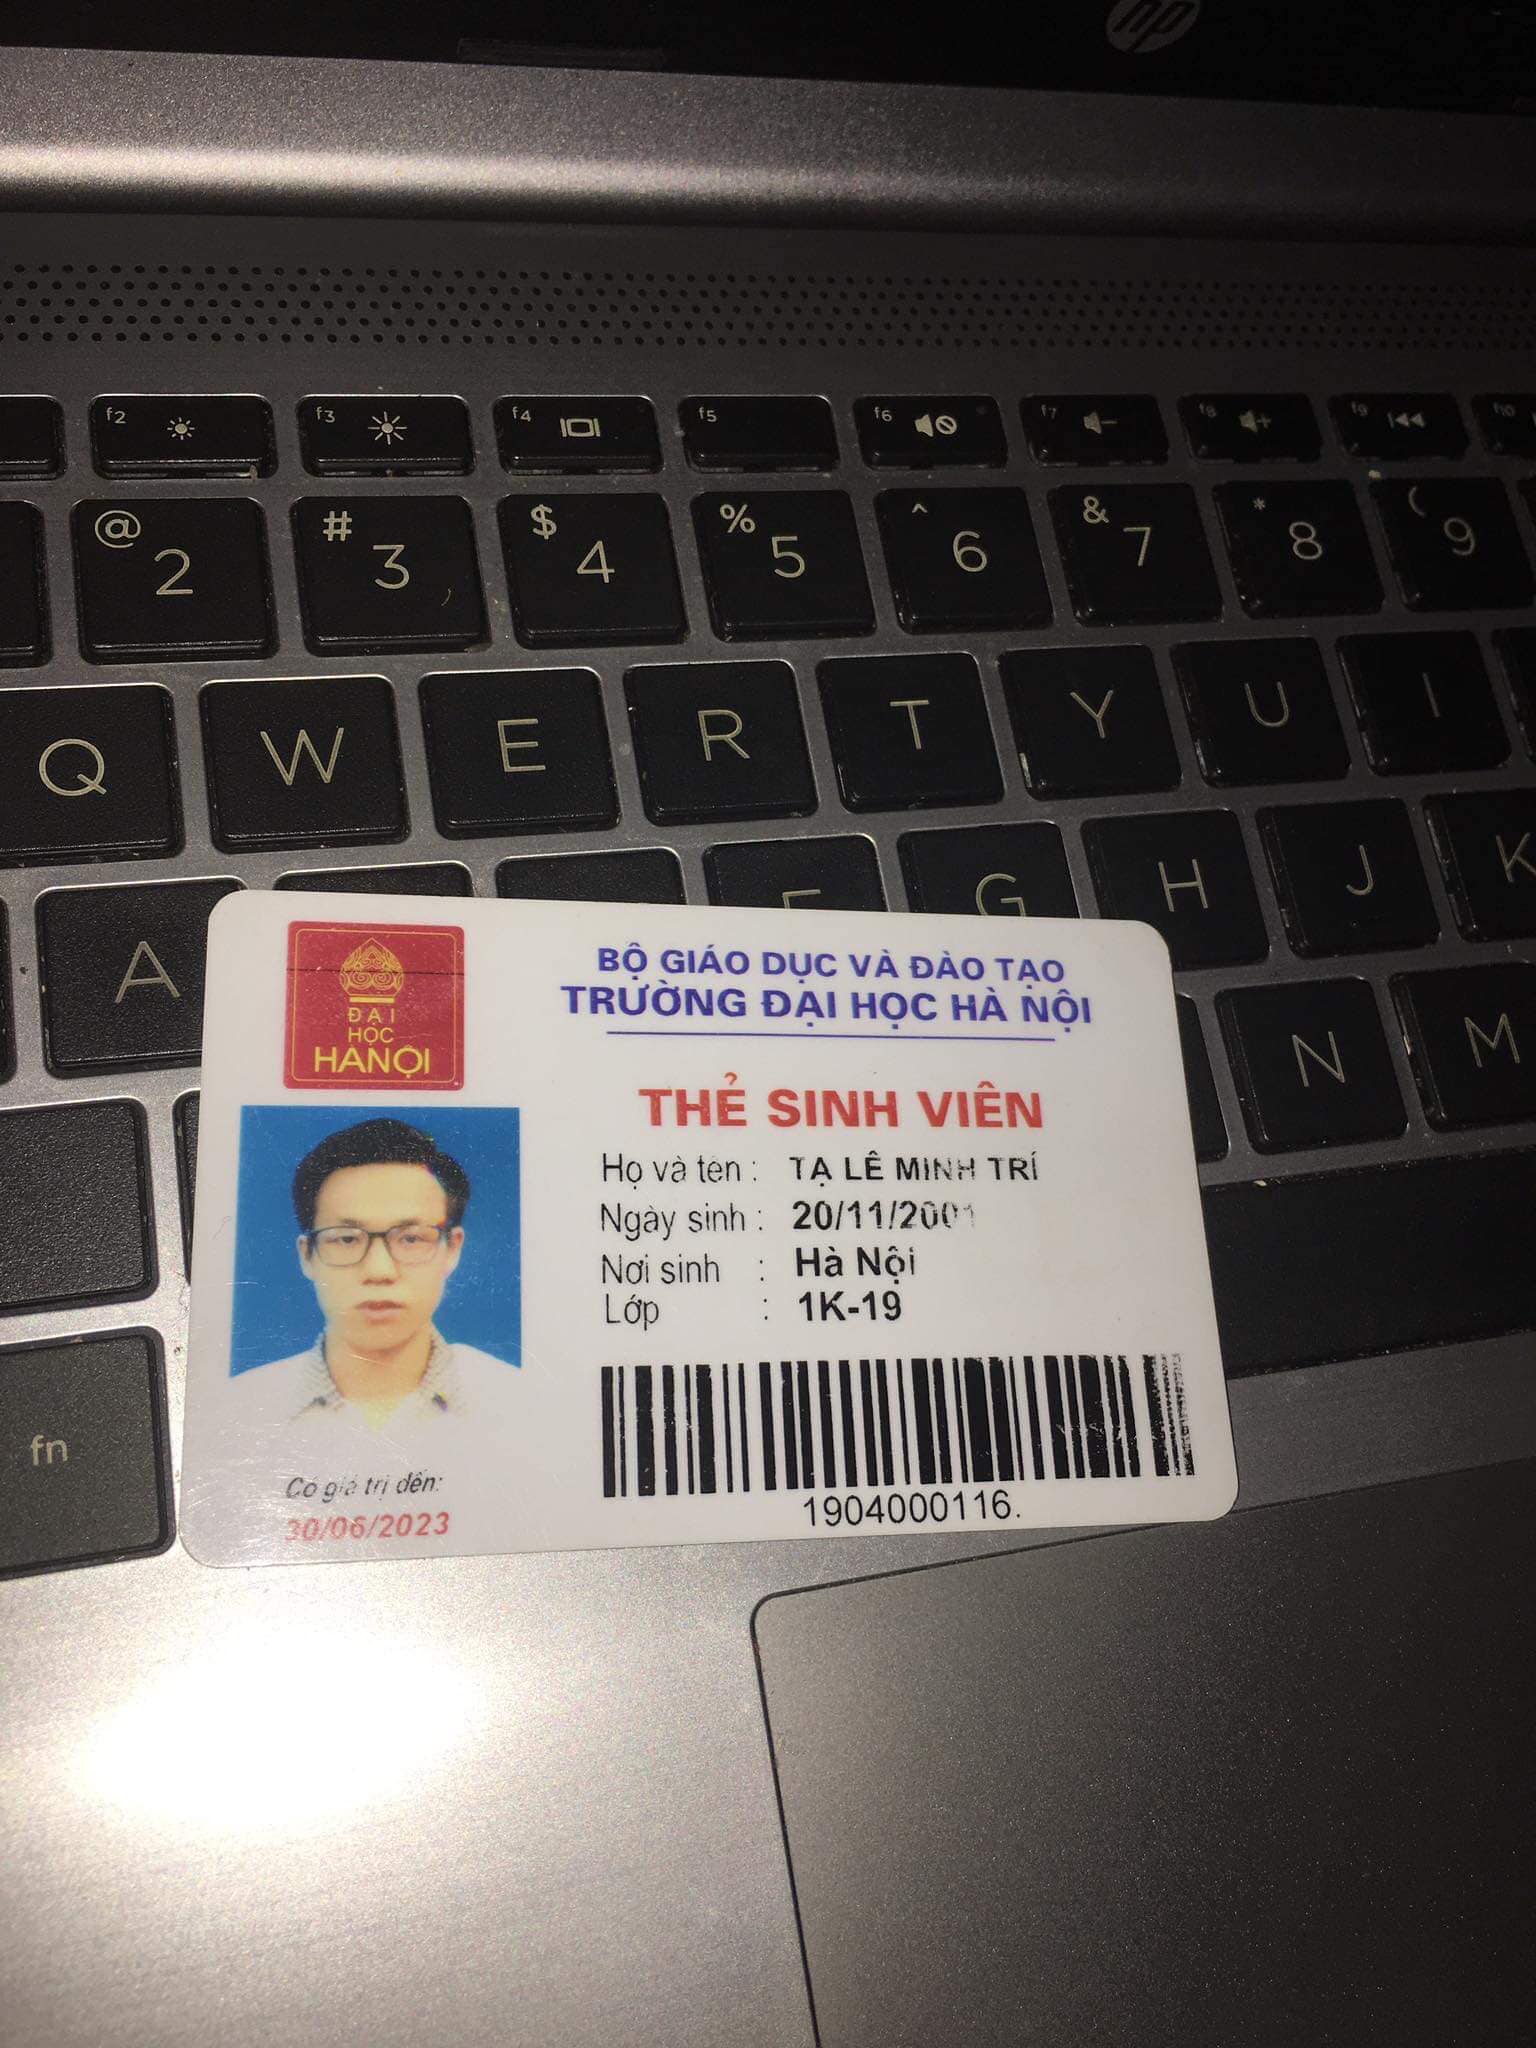 hp
f2
f3
f4
f5
f6
f7
f8
f9
f10
@ 2
# 3
$ 4
% 5
^ 6
& 7
* 8
( 9
Q W E R T Y U I
A F G H J K
N M
fn
ĐẠI
HỌC
HANỘI
BỘ GIÁO DỤC VÀ ĐÀO TẠO
TRƯỜNG ĐẠI HỌC HÀ NỘI
THẺ SINH VIÊN
Họ và tên : TẠ LÊ MINH TRÍ
Ngày sinh : 20/11/2001
Nơi sinh : Hà Nội
Lớp : 1K-19
1904000116.
Có giá trị đến:
30/06/2023